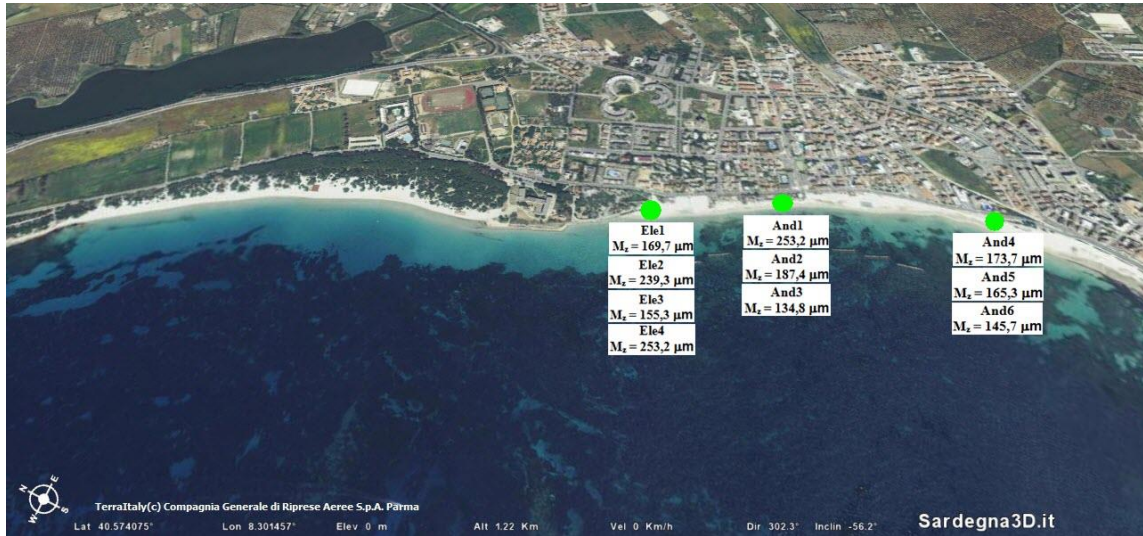 Ele1
Mz = 169,7 μm
Ele2
Mz = 239,3 μm
Ele3
Mz = 155,3 μm
Ele4
Mz = 253,2 μm
And1
Mz = 253,2 μm
And2
Mz = 187,4 μm
And3
Mz = 134,8 μm
And4
Mz = 173,7 μm
And5
Mz = 165,3 μm
And6
Mz = 145,7 μm
N E
W S
TerraItaly(c) Compagnia Generale di Riprese Aeree S.p.A. Parma
Lat 40.574075° Lon 8.301457° Elev 0 m Alt 1.22 Km Vel 0 Km/h Dir 302.3° Inclin -56.2°
Sardegna3D.it